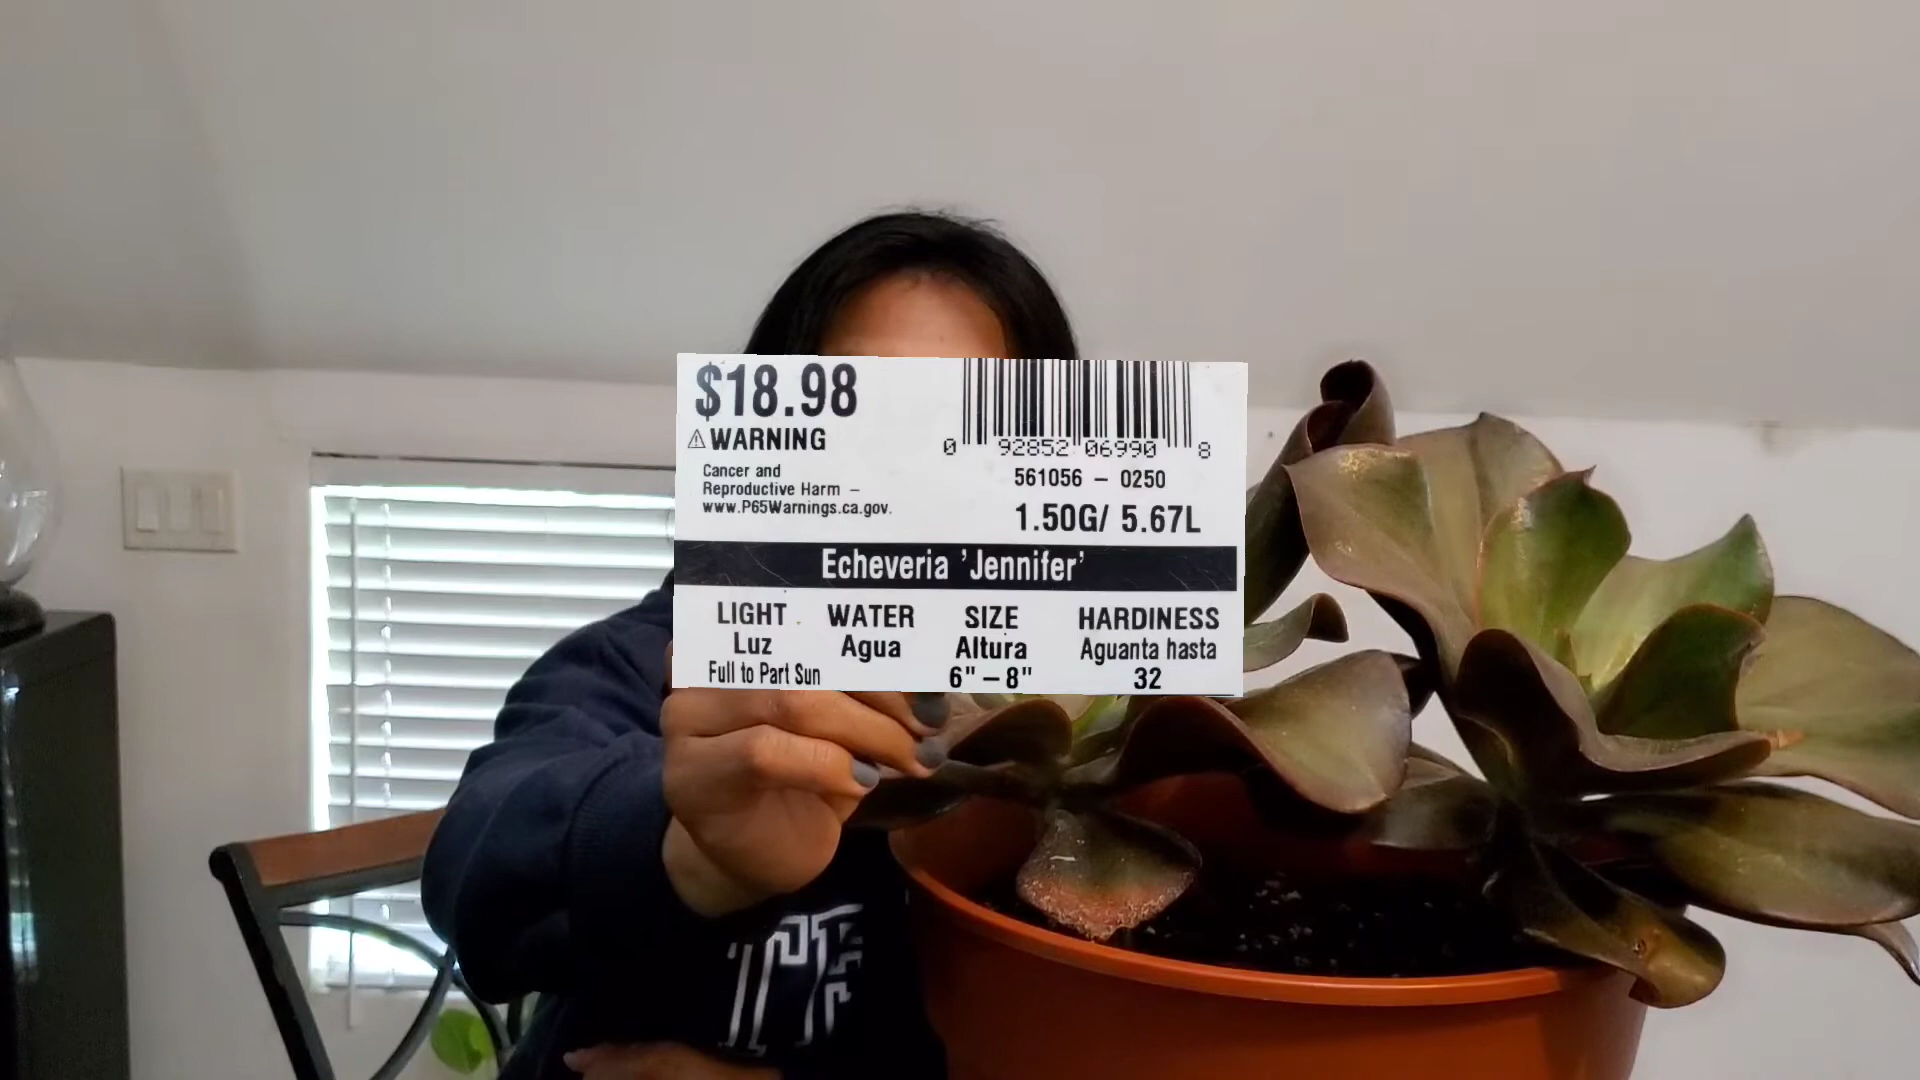 $18.98
⚠WARNING
Cancer and
Reproductive Harm –
www.P65Warnings.ca.gov.
0 92852 06990 8
561056 – 0250
1.50G/ 5.67L
Echeveria 'Jennifer'
LIGHT WATER SIZE HARDINESS
Luz Agua Altura Aguanta hasta
Full to Part Sun 6" – 8" 32